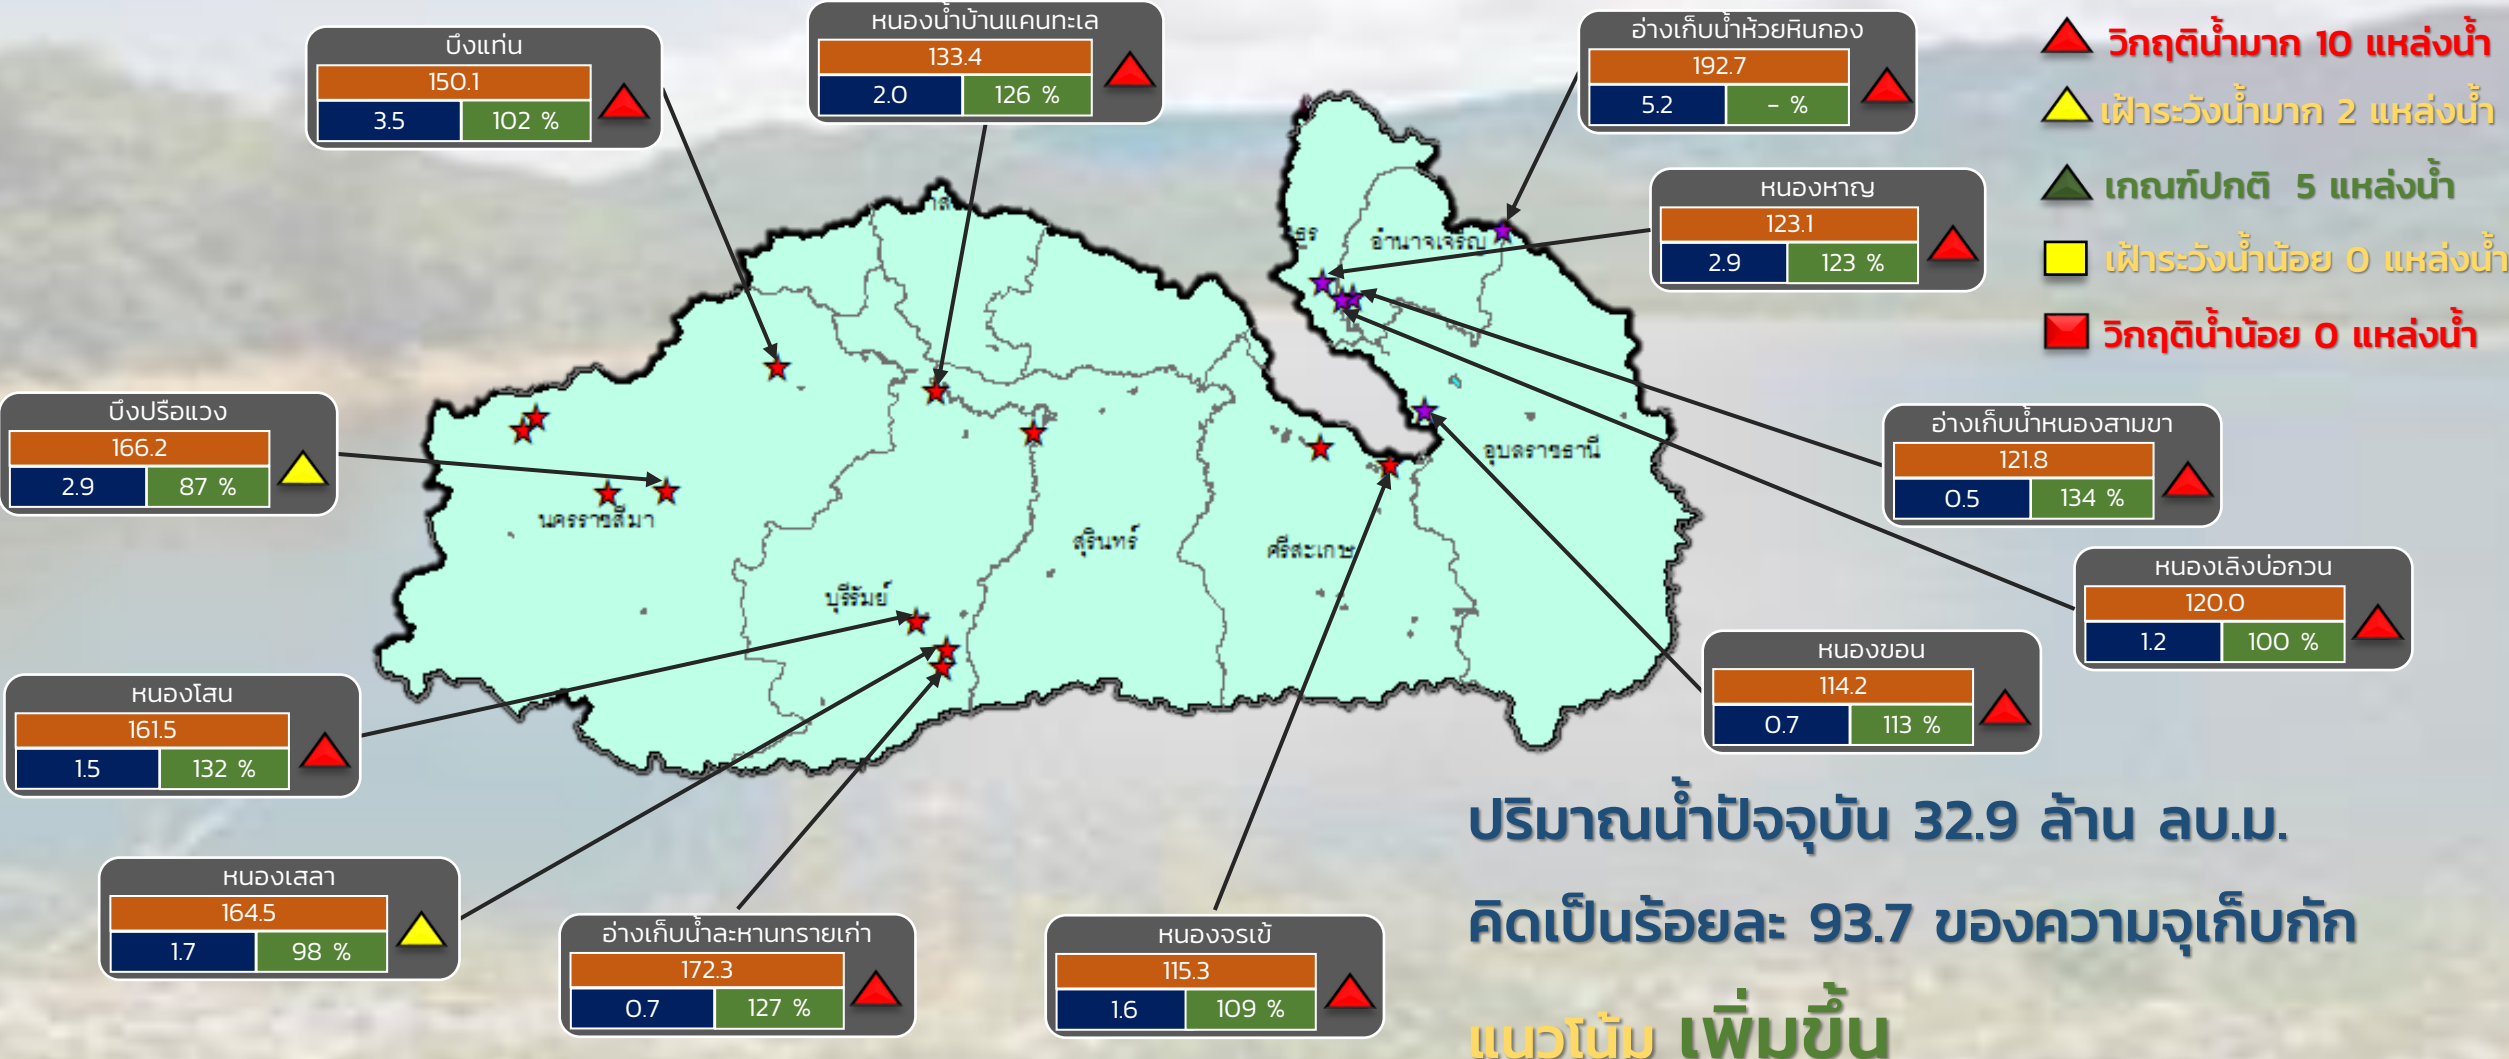 บึงแท่น
150.1
3.5 102 %
หนองน้ำบ้านแคนทะเล
133.4
2.0 126 %
อ่างเก็บน้ำห้วยหินกอง
192.7
5.2 - %
หนองหาญ
123.1
2.9 123 %
วิกฤติน้ำมาก 10 แหล่งน้ำ
เฝ้าระวังน้ำมาก 2 แหล่งน้ำ
เกณฑ์ปกติ 5 แหล่งน้ำ
เฝ้าระวังน้ำน้อย 0 แหล่งน้ำ
วิกฤติน้ำน้อย 0 แหล่งน้ำ
อำนาจเจริญ
บึงปรือแวง
166.2
2.9 87 %
นครราชสีมา
บุรีรัมย์
สุรินทร์
ศรีสะเกษ
อุบลราชธานี
อ่างเก็บน้ำหนองสามขา
121.8
0.5 134 %
หนองเลิงบ่อกวน
120.0
1.2 100 %
หนองขอน
114.2
0.7 113 %
หนองโสน
161.5
1.5 132 %
หนองเสลา
164.5
1.7 98 %
อ่างเก็บน้ำละหานทรายเก่า
172.3
0.7 127 %
หนองจรเข้
115.3
1.6 109 %
ปริมาณน้ำปัจจุบัน 32.9 ล้าน ลบ.ม.
คิดเป็นร้อยละ 93.7 ของความจุเก็บกัก
แนวโน้ม เพิ่มขึ้น